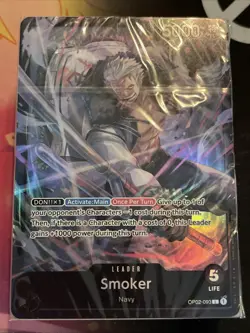 5000
DON!!×1 Activate: Main Once Per Turn Give up to 1 of
your opponent's Characters −1 cost during this turn.
Then, if there is a Character with a cost of 0, this Leader
gains +1000 power during this turn.
LEADER
5
Smoker
LIFE
Navy
OP02-093 L